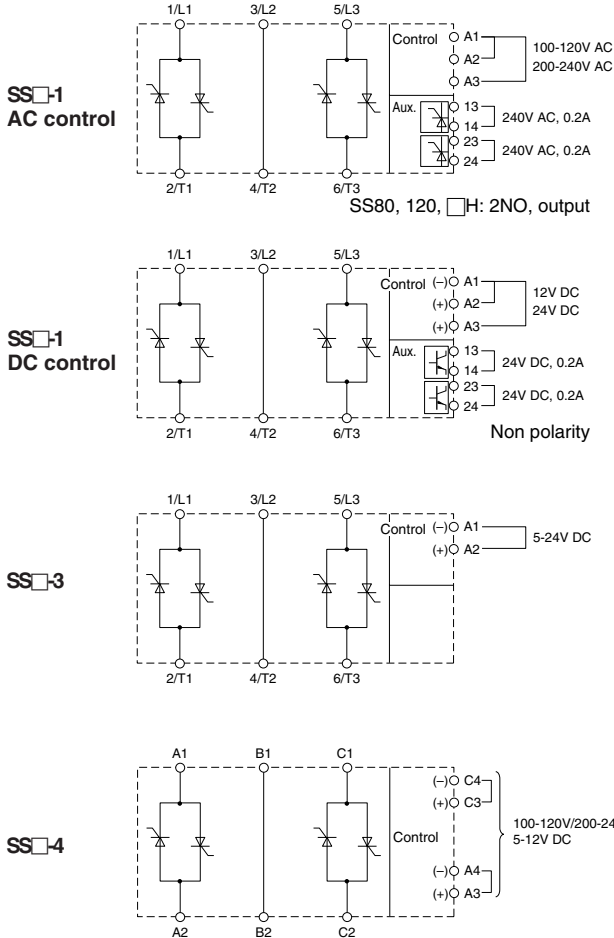 1/L1 3/L2 5/L3
SS□-1
AC control
Control
A1
A2
A3
100-120V AC
200-240V AC
Aux.
13
14
240V AC, 0.2A
23
24
240V AC, 0.2A
2/T1 4/T2 6/T3
SS80, 120, □H: 2NO, output
1/L1 3/L2 5/L3
SS□-1
DC control
Control
(–) A1
(+) A2
(+) A3
12V DC
24V DC
Aux.
13
14
24V DC, 0.2A
23
24
24V DC, 0.2A
2/T1 4/T2 6/T3
Non polarity
1/L1 3/L2 5/L3
SS□-3
Control
(–) A1
(+) A2
5-24V DC
2/T1 4/T2 6/T3
A1 B1 C1
SS□-4
Control
(–) C4
(+) C3
100-120V/200-24
5-12V DC
(–) A4
(+) A3
A2 B2 C2